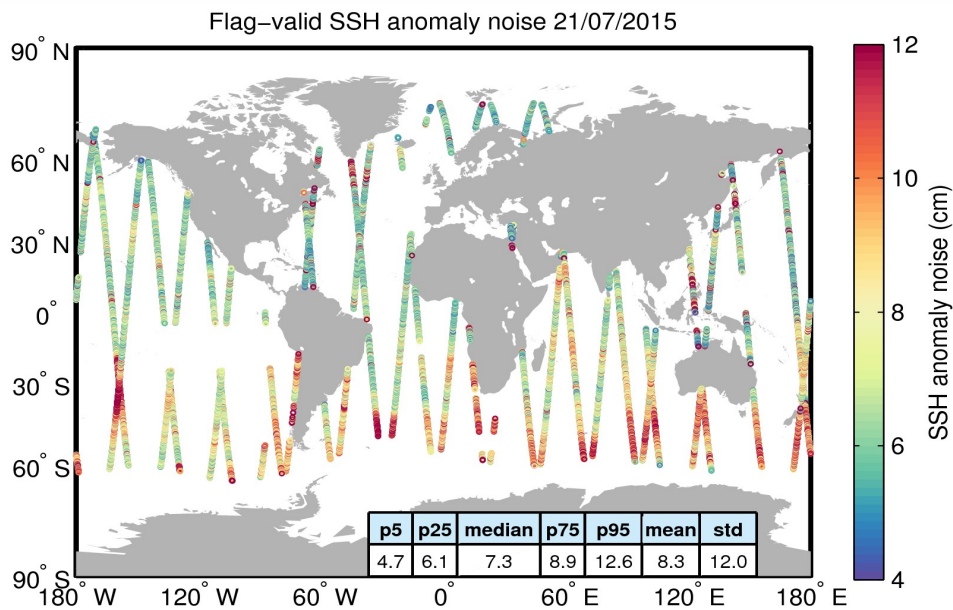 Flag−valid SSH anomaly noise 21/07/2015
90° N
60° N
30° N
0°
30° S
60° S
90° S
180° W 120° W 60° W 0° 60° E 120° E 180° E
p5 p25 median p75 p95 mean std
4.7 6.1 7.3 8.9 12.6 8.3 12.0
12
10
8
6
4
SSH anomaly noise (cm)